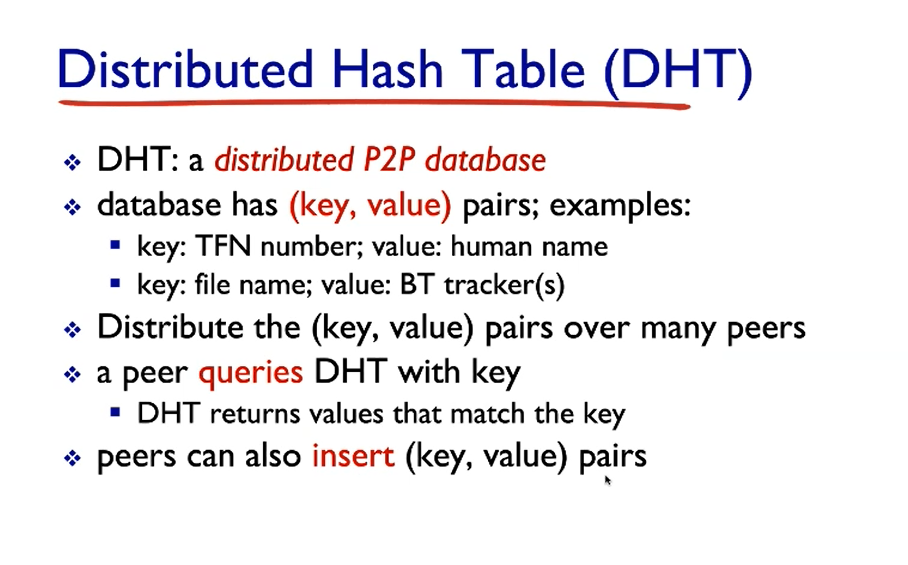 Distributed Hash Table (DHT)
❖ DHT: a distributed P2P database
❖ database has (key, value) pairs; examples:
▪ key: TFN number; value: human name
▪ key: file name; value: BT tracker(s)
❖ Distribute the (key, value) pairs over many peers
❖ a peer queries DHT with key
▪ DHT returns values that match the key
❖ peers can also insert (key, value) pairs